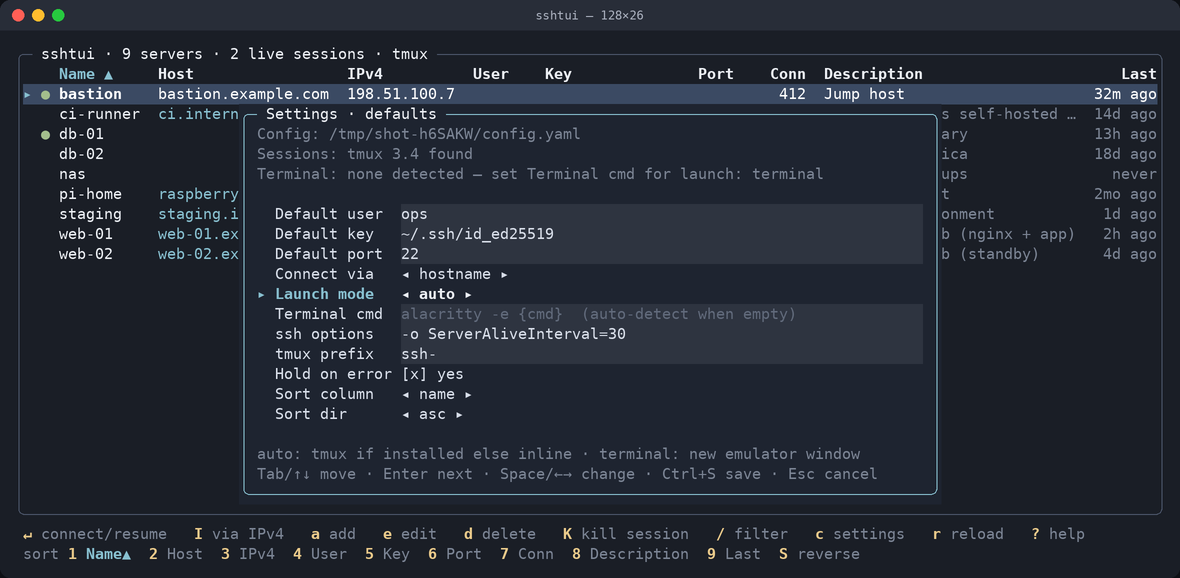 sshtui — 128×26
sshtui · 9 servers · 2 live sessions · tmux
Name ▲ Host IPv4 User Key Port Conn Description Last
▸ ● bastion bastion.example.com 198.51.100.7 412 Jump host 32m ago
ci-runner ci.intern s self-hosted … 14d ago
● db-01 ary 13h ago
db-02 ica 18d ago
nas ups never
pi-home raspberry t 2mo ago
staging staging.i onment 1d ago
web-01 web-01.ex b (nginx + app) 2h ago
web-02 web-02.ex b (standby) 4d ago
Settings · defaults
Config: /tmp/shot-h6SAKW/config.yaml
Sessions: tmux 3.4 found
Terminal: none detected — set Terminal cmd for launch: terminal
Default user ops
Default key ~/.ssh/id_ed25519
Default port 22
Connect via ◂ hostname ▸
▸ Launch mode ◂ auto ▸
Terminal cmd alacritty -e {cmd} (auto-detect when empty)
ssh options -o ServerAliveInterval=30
tmux prefix ssh-
Hold on error [x] yes
Sort column ◂ name ▸
Sort dir ◂ asc ▸
auto: tmux if installed else inline · terminal: new emulator window
Tab/↑↓ move · Enter next · Space/←→ change · Ctrl+S save · Esc cancel
↵ connect/resume I via IPv4 a add e edit d delete K kill session / filter c settings r reload ? help
sort 1 Name▲ 2 Host 3 IPv4 4 User 5 Key 6 Port 7 Conn 8 Description 9 Last S reverse